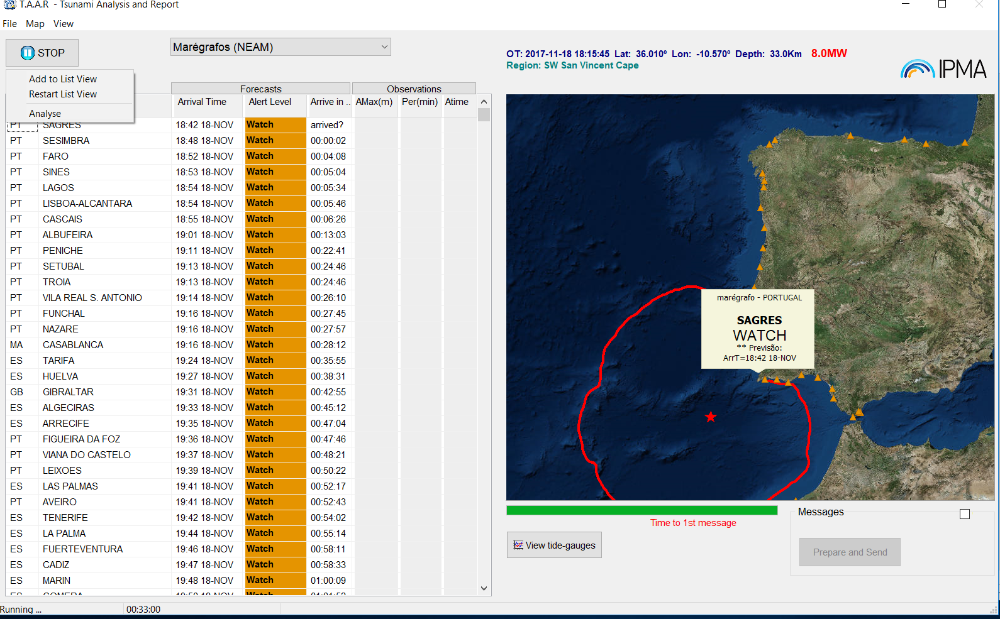 T.A.A.R - Tsunami Analysis and Report
File Map View
STOP
Marégrafos (NEAM)
Add to List View
Restart List View
Analyse
OT: 2017-11-18 18:15:45 Lat: 36.010º Lon: -10.570º Depth: 33.0Km 8.0MW
Region: SW San Vincent Cape
IPMA
Forecasts Observations
Arrival Time Alert Level Arrive in .. AMax(m) Per(min) Atime
PT SAGRES 18:42 18-NOV Watch arrived?
PT SESIMBRA 18:48 18-NOV Watch 00:00:02
PT FARO 18:52 18-NOV Watch 00:04:08
PT SINES 18:53 18-NOV Watch 00:05:04
PT LAGOS 18:54 18-NOV Watch 00:05:34
PT LISBOA-ALCANTARA 18:54 18-NOV Watch 00:05:46
PT CASCAIS 18:55 18-NOV Watch 00:06:26
PT ALBUFEIRA 19:01 18-NOV Watch 00:13:03
PT PENICHE 19:11 18-NOV Watch 00:22:41
PT SETUBAL 19:13 18-NOV Watch 00:24:46
PT TROIA 19:13 18-NOV Watch 00:24:46
PT VILA REAL S. ANTONIO 19:14 18-NOV Watch 00:26:10
PT FUNCHAL 19:16 18-NOV Watch 00:27:45
PT NAZARE 19:16 18-NOV Watch 00:27:57
MA CASABLANCA 19:16 18-NOV Watch 00:28:12
ES TARIFA 19:24 18-NOV Watch 00:35:55
ES HUELVA 19:27 18-NOV Watch 00:38:31
GB GIBRALTAR 19:31 18-NOV Watch 00:42:55
ES ALGECIRAS 19:33 18-NOV Watch 00:45:12
ES ARRECIFE 19:35 18-NOV Watch 00:47:04
PT FIGUEIRA DA FOZ 19:36 18-NOV Watch 00:47:46
PT VIANA DO CASTELO 19:37 18-NOV Watch 00:48:21
PT LEIXOES 19:39 18-NOV Watch 00:50:22
ES LAS PALMAS 19:41 18-NOV Watch 00:52:17
PT AVEIRO 19:41 18-NOV Watch 00:52:43
ES TENERIFE 19:42 18-NOV Watch 00:54:02
ES LA PALMA 19:44 18-NOV Watch 00:55:14
ES FUERTEVENTURA 19:46 18-NOV Watch 00:58:11
ES CADIZ 19:47 18-NOV Watch 00:58:33
ES MARIN 19:48 18-NOV Watch 01:00:09
ES GOMERA 19:50 18-NOV Watch 01:01:52
marégrafo - PORTUGAL
SAGRES
WATCH
** Previsão:
ArrT=18:42 18-NOV
Time to 1st message
View tide-gauges
Messages
Prepare and Send
Running ... 00:33:00